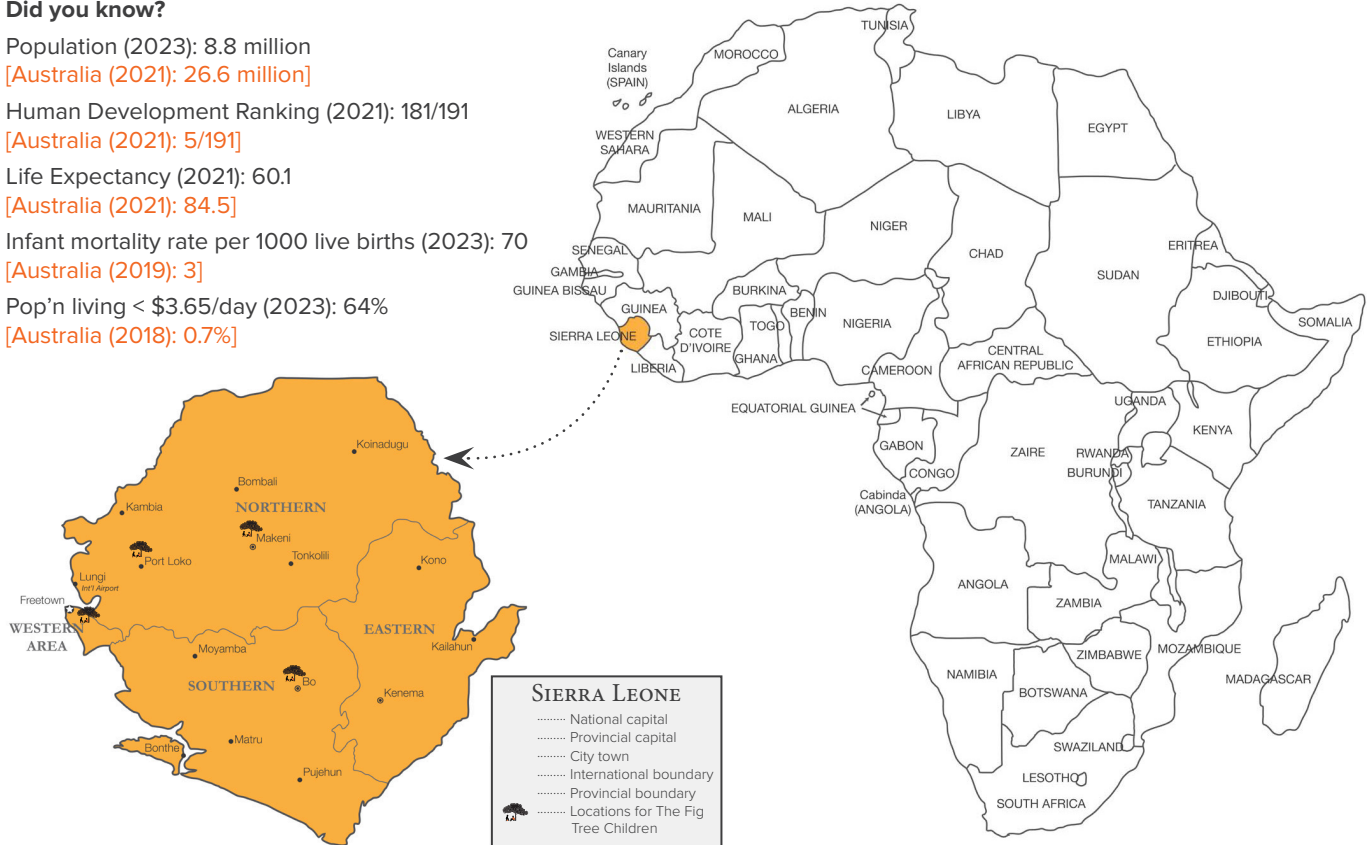 Did you know?
Population (2023): 8.8 million
[Australia (2021): 26.6 million]
Human Development Ranking (2021): 181/191
[Australia (2021): 5/191]
Life Expectancy (2021): 60.1
[Australia (2021): 84.5]
Infant mortality rate per 1000 live births (2023): 70
[Australia (2019): 3]
Pop'n living < $3.65/day (2023): 64%
[Australia (2018): 0.7%]
TUNISIA
MOROCCO
Canary
Islands
(SPAIN)
ALGERIA
LIBYA
EGYPT
WESTERN
SAHARA
MAURITANIA
MALI
NIGER
CHAD
SUDAN
ERITREA
SENEGAL
GAMBIA
GUINEA BISSAU
GUINEA
BURKINA
BENIN
TOGO
NIGERIA
DJIBOUTI
SOMALIA
ETHIOPIA
SIERRA LEONE
COTE
D'IVOIRE
GHANA
LIBERIA
CENTRAL
AFRICAN REPUBLIC
CAMEROON
EQUATORIAL GUINEA
UGANDA
KENYA
GABON
CONGO
ZAIRE
RWANDA
BURUNDI
Cabinda
(ANGOLA)
TANZANIA
MALAWI
ANGOLA
ZAMBIA
ZIMBABWE
MOZAMBIQUE
NAMIBIA
BOTSWANA
MADAGASCAR
SWAZILAND
LESOTHO
SOUTH AFRICA
Koinadugu
Bombali
NORTHERN
Kambia
Makeni
Port Loko
Tonkolili
Kono
Lungi
Int'l Airport
Freetown
WESTERN
AREA
EASTERN
Kailahun
Moyamba
SOUTHERN
Bo
Kenema
Matru
Bonthe
Pujehun
SIERRA LEONE
National capital
Provincial capital
City town
International boundary
Provincial boundary
Locations for The Fig
Tree Children